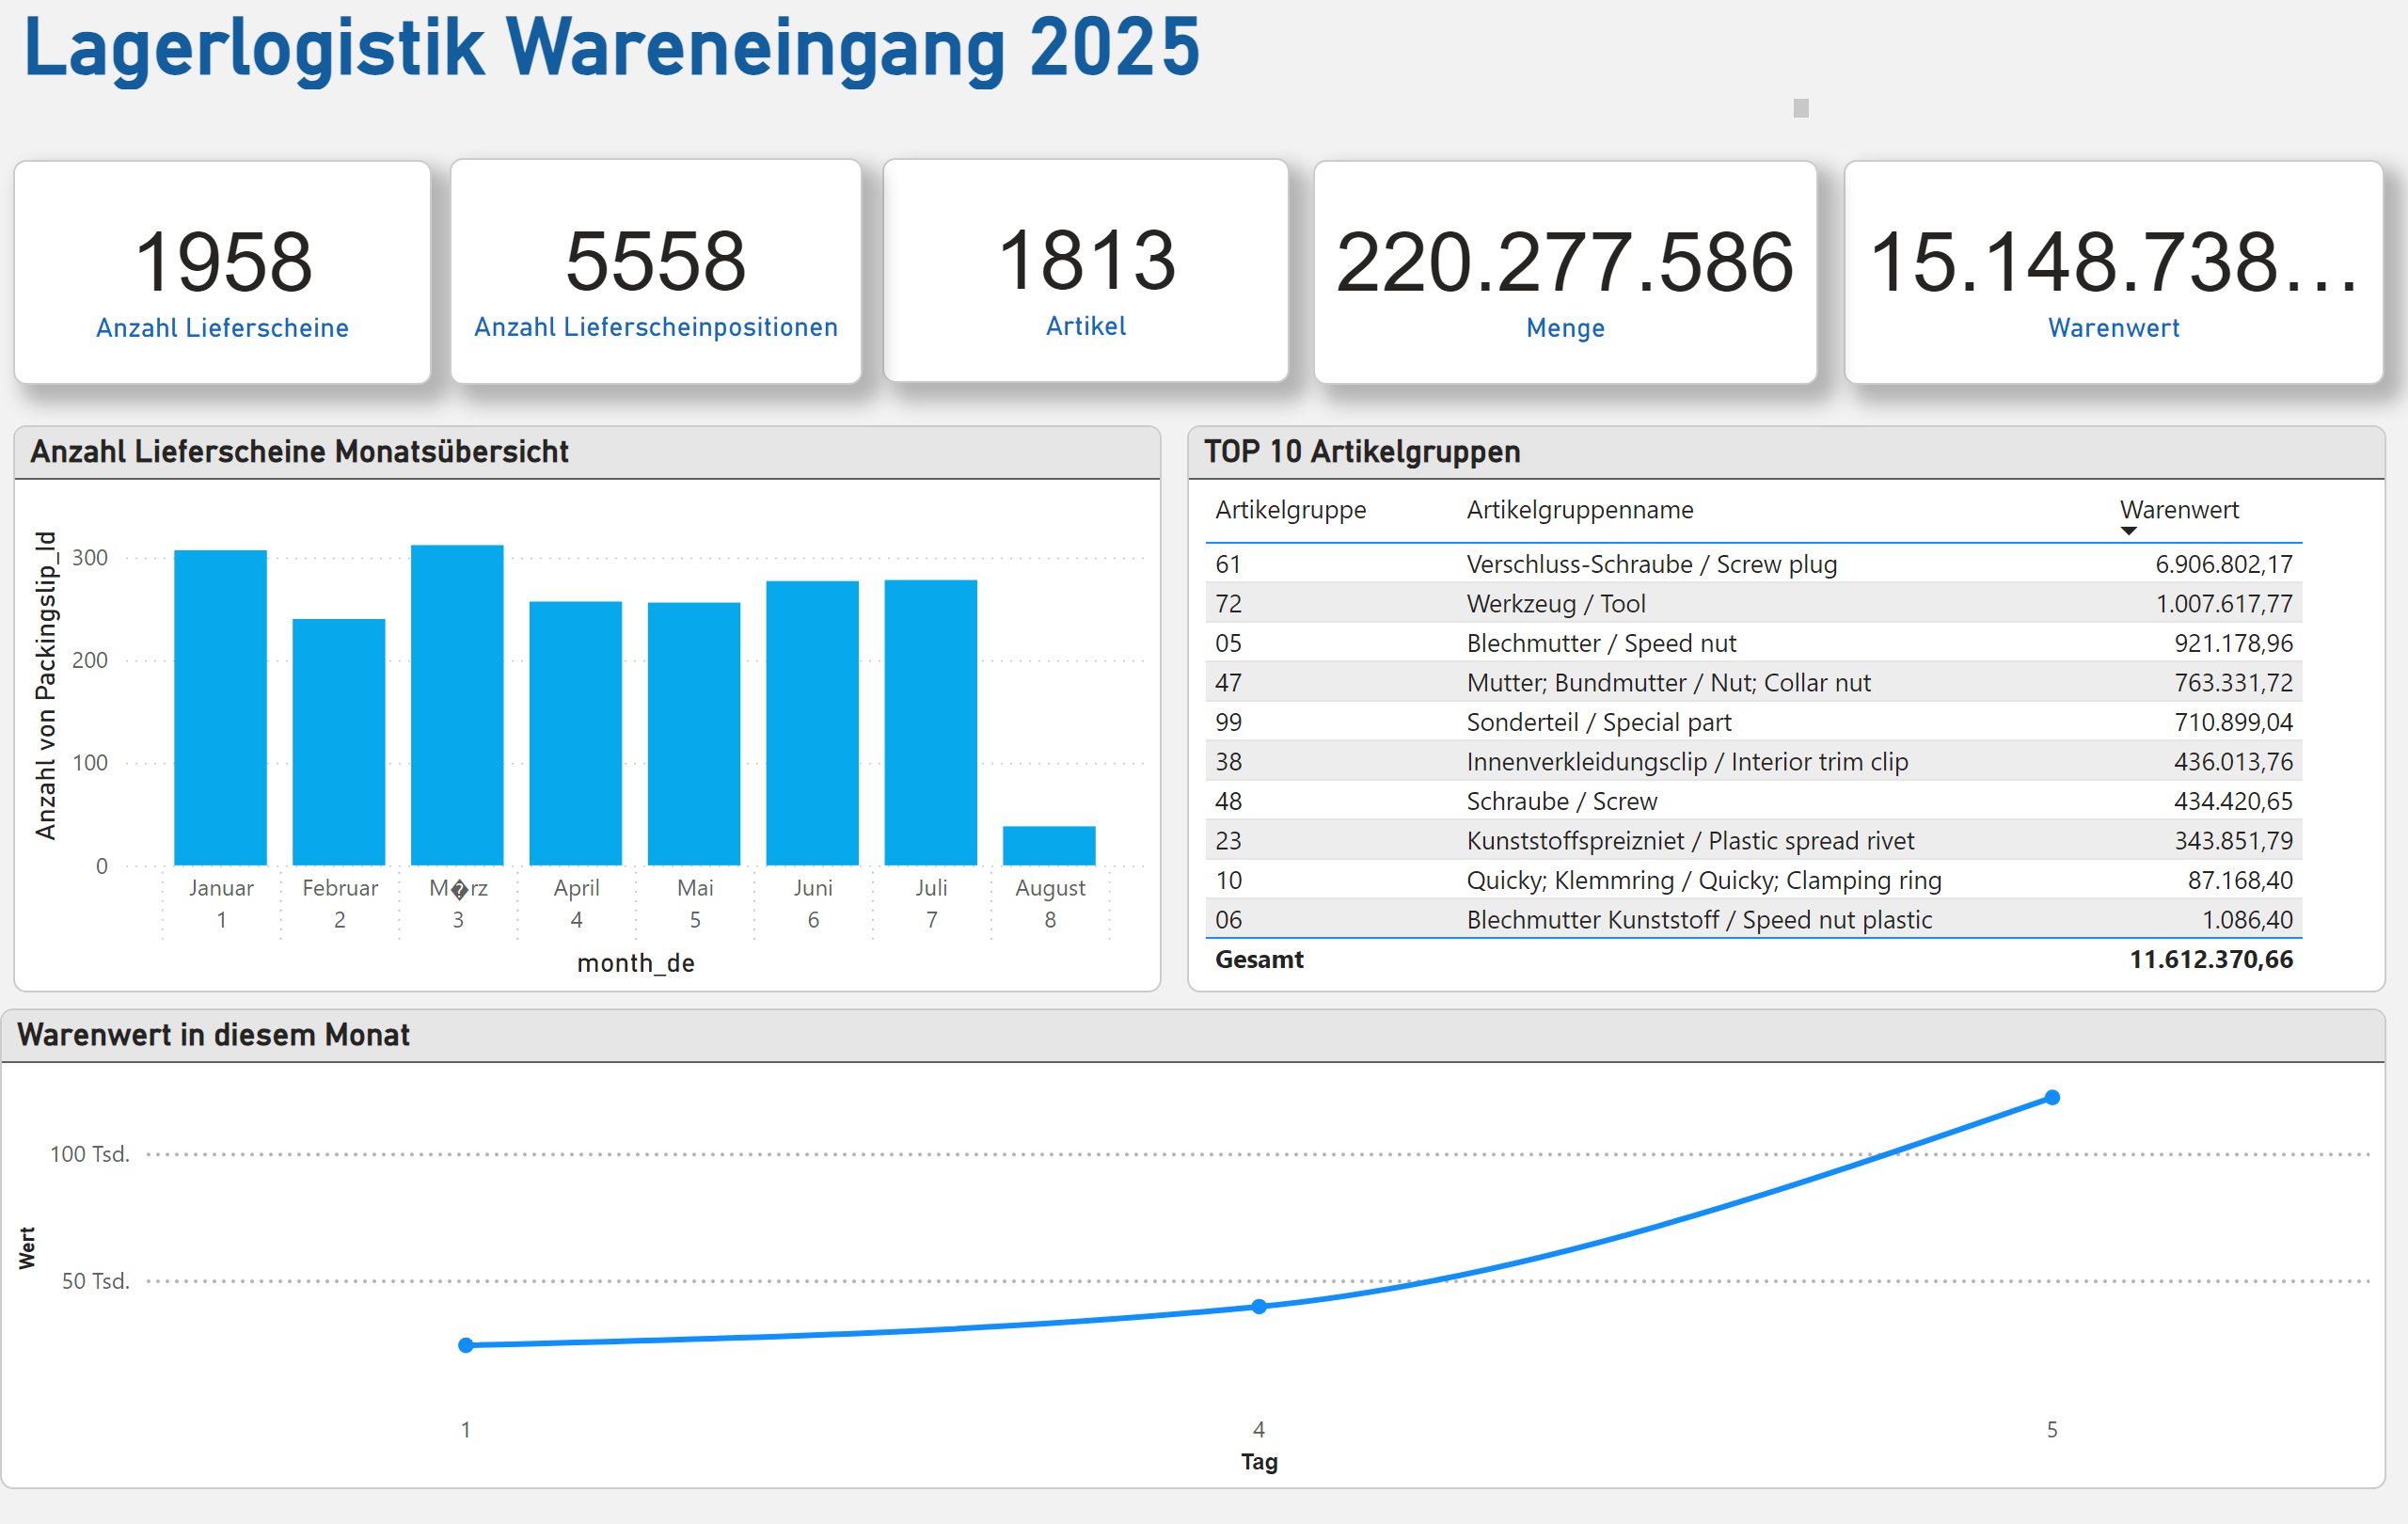 Lagerlogistik Wareneingang 2025
1958
Anzahl Lieferscheine
5558
Anzahl Lieferscheinpositionen
1813
Artikel
220.277.586
Menge
15.148.738...
Warenwert
Anzahl Lieferscheine Monatsübersicht
Anzahl von Packingslip_Id
300
200
100
0
Januar Februar M�rz April Mai Juni Juli August
1 2 3 4 5 6 7 8
month_de
TOP 10 Artikelgruppen
Artikelgruppe Artikelgruppenname Warenwert
61 Verschluss-Schraube / Screw plug 6.906.802,17
72 Werkzeug / Tool 1.007.617,77
05 Blechmutter / Speed nut 921.178,96
47 Mutter; Bundmutter / Nut; Collar nut 763.331,72
99 Sonderteil / Special part 710.899,04
38 Innenverkleidungsclip / Interior trim clip 436.013,76
48 Schraube / Screw 434.420,65
23 Kunststoffspreizniet / Plastic spread rivet 343.851,79
10 Quicky; Klemmring / Quicky; Clamping ring 87.168,40
06 Blechmutter Kunststoff / Speed nut plastic 1.086,40
Gesamt 11.612.370,66
Warenwert in diesem Monat
Wert
100 Tsd.
50 Tsd.
1 4 5
Tag